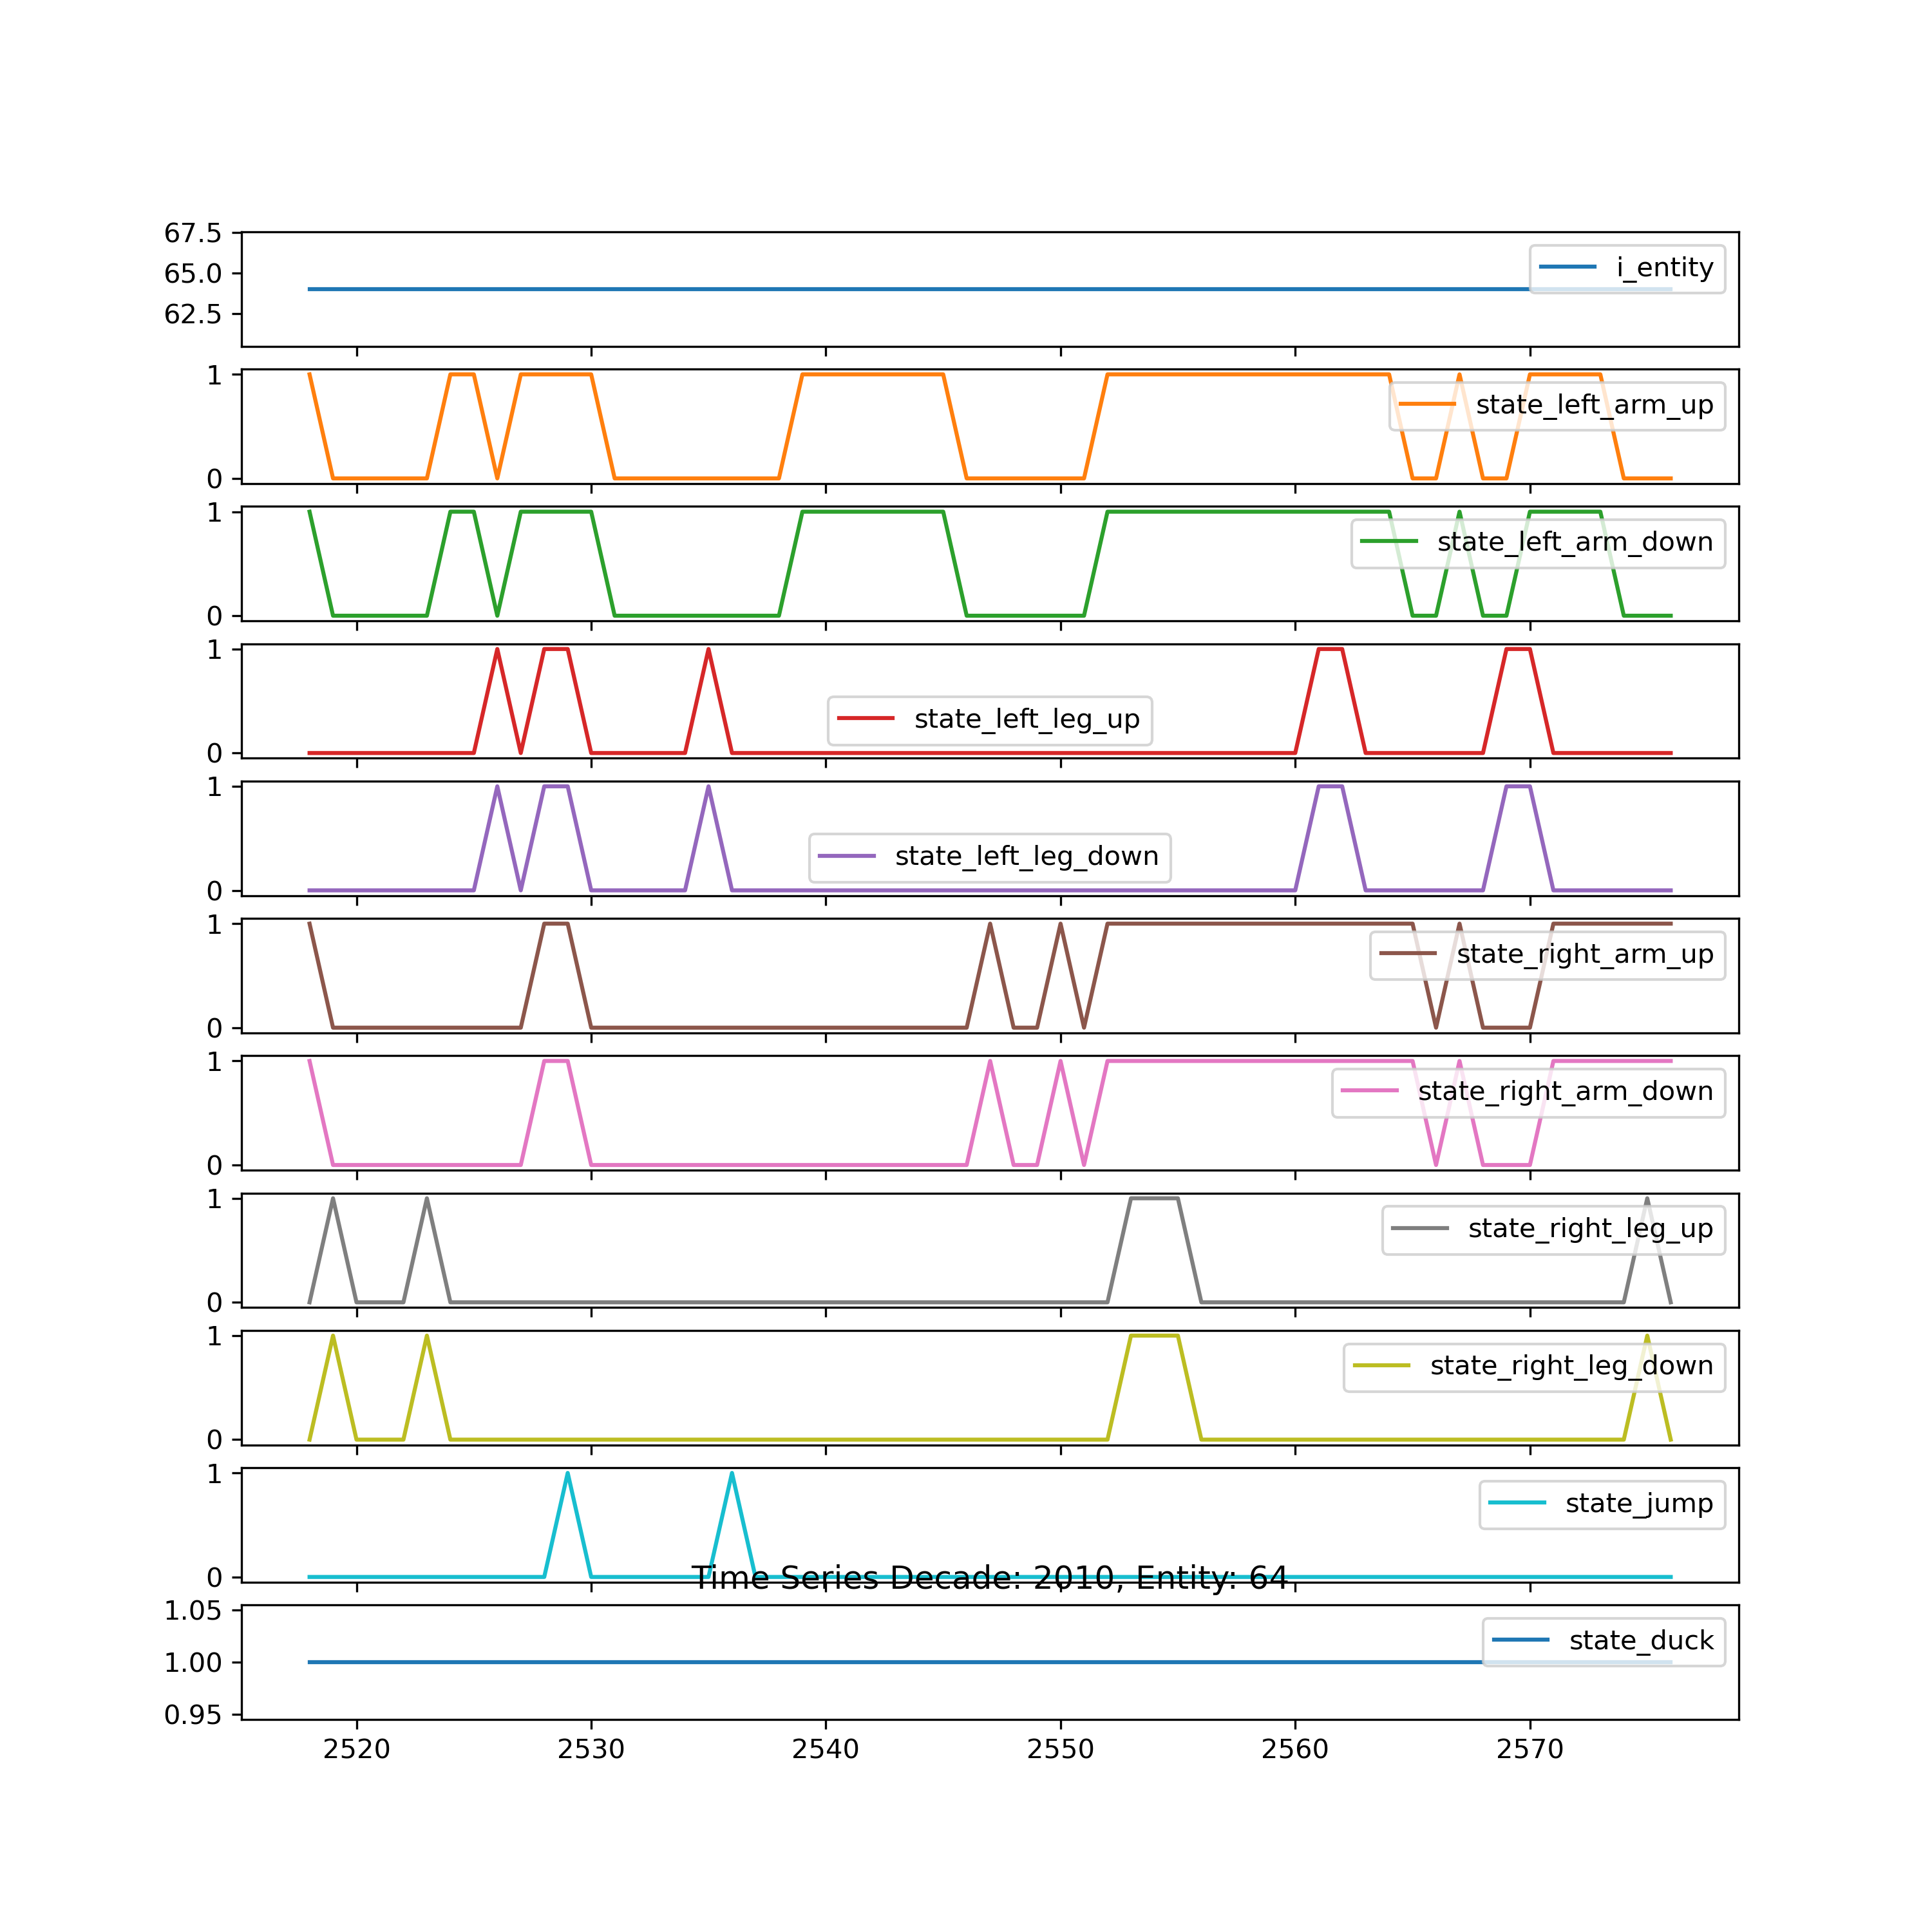 67.5
65.0
62.5
i_entity
1
0
state_left_arm_up
1
0
state_left_arm_down
1
0
state_left_leg_up
1
0
state_left_leg_down
1
0
state_right_arm_up
1
0
state_right_arm_down
1
0
state_right_leg_up
1
0
state_right_leg_down
1
0
state_jump
Time Series Decade: 2010, Entity: 64
1.05
1.00
0.95
state_duck
2520 2530 2540 2550 2560 2570